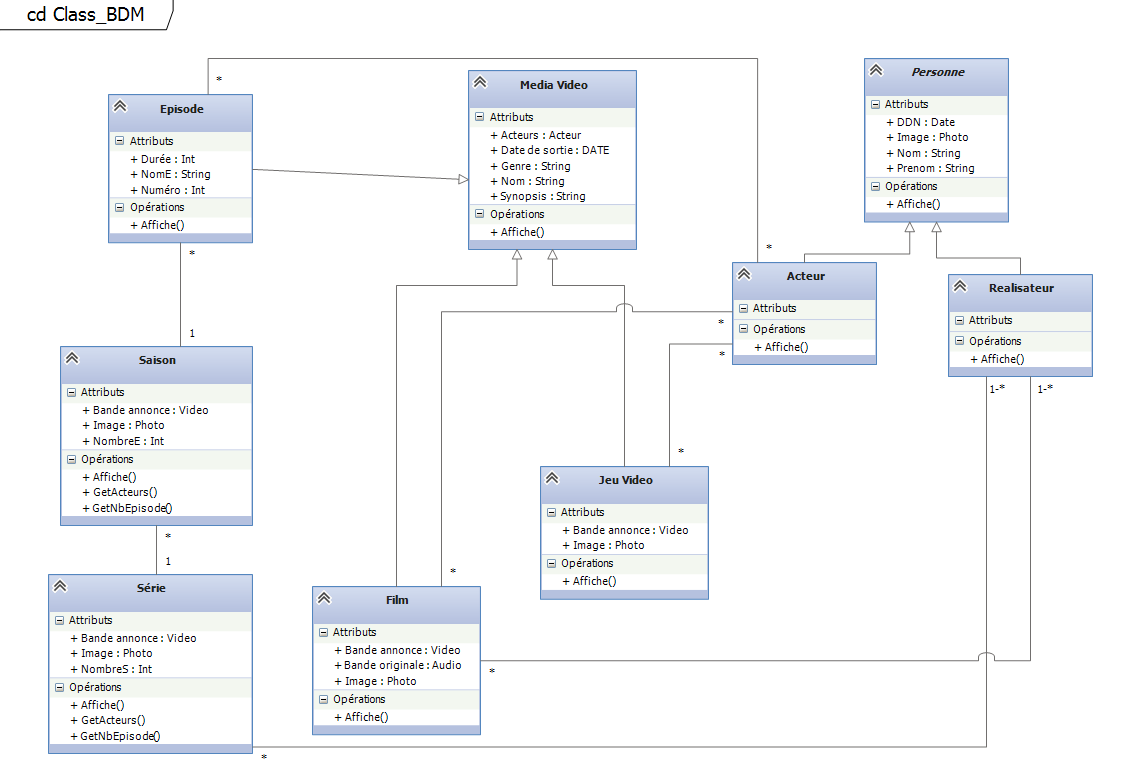 cd Class_BDM
*
Episode
Attributs
+ Durée : Int
+ NomE : String
+ Numéro : Int
Opérations
+ Affiche()
*
1
Media Video
Attributs
+ Acteurs : Acteur
+ Date de sortie : DATE
+ Genre : String
+ Nom : String
+ Synopsis : String
Opérations
+ Affiche()
Personne
Attributs
+ DDN : Date
+ Image : Photo
+ Nom : String
+ Prenom : String
Opérations
+ Affiche()
*
Acteur
Attributs
Opérations
+ Affiche()
*
*
Realisateur
Attributs
Opérations
+ Affiche()
1-*
1-*
Saison
Attributs
+ Bande annonce : Video
+ Image : Photo
+ NombreE : Int
Opérations
+ Affiche()
+ GetActeurs()
+ GetNbEpisode()
*
1
*
Jeu Video
Attributs
+ Bande annonce : Video
+ Image : Photo
Opérations
+ Affiche()
Série
Attributs
+ Bande annonce : Video
+ Image : Photo
+ NombreS : Int
Opérations
+ Affiche()
+ GetActeurs()
+ GetNbEpisode()
*
*
Film
Attributs
+ Bande annonce : Video
+ Bande originale : Audio
+ Image : Photo
Opérations
+ Affiche()
*